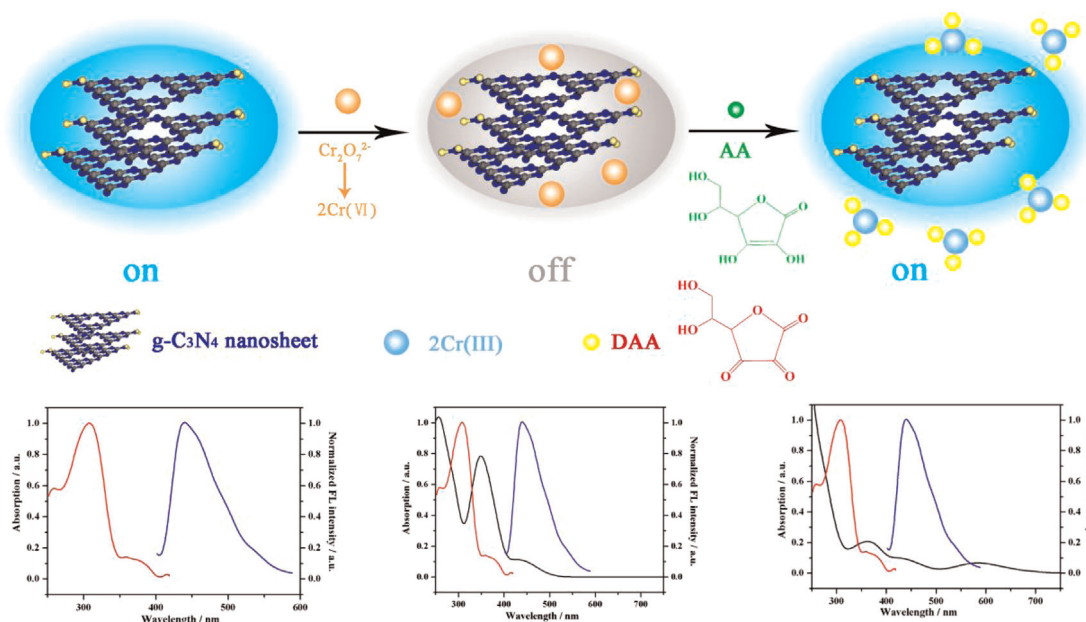 Cr₂O₇²⁻
2Cr(VI)
AA
HO
HO
O
O
HO
OH
on
off
on
g-C₃N₄ nanosheet
2Cr(III)
DAA
HO
HO
O
O
O
O
Absorption / a.u.
1.0
0.8
0.6
0.4
0.2
0.0
300
400
500
600
Wavelength / nm
1.0
0.8
0.6
0.4
0.2
0.0
Normalized FL intensity / a.u.
Absorption / a.u.
1.0
0.8
0.6
0.4
0.2
0.0
300
400
500
600
700
Wavelength / nm
1.0
0.8
0.6
0.4
0.2
0.0
Normalized FL intensity / a.u.
Absorption / a.u.
1.0
0.8
0.6
0.4
0.2
0.0
300
400
500
600
700
Wavelength / nm
1.0
0.8
0.6
0.4
0.2
0.0